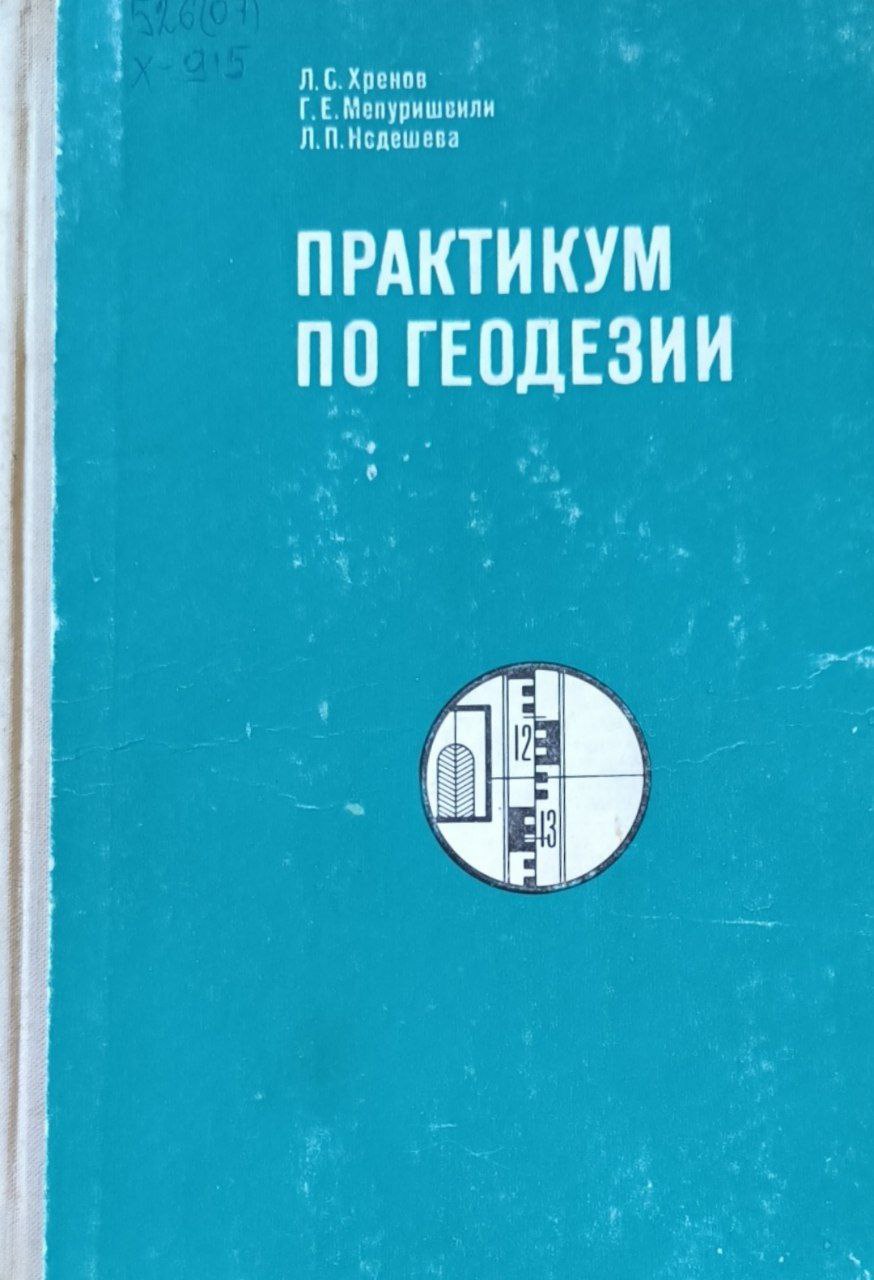 526(07)
Х-915
Л.С.Хренов
Г.Е.Мепуришвили
Л.П.Нсдешева
ПРАКТИКУМ
ПО ГЕОДЕЗИИ
12
13